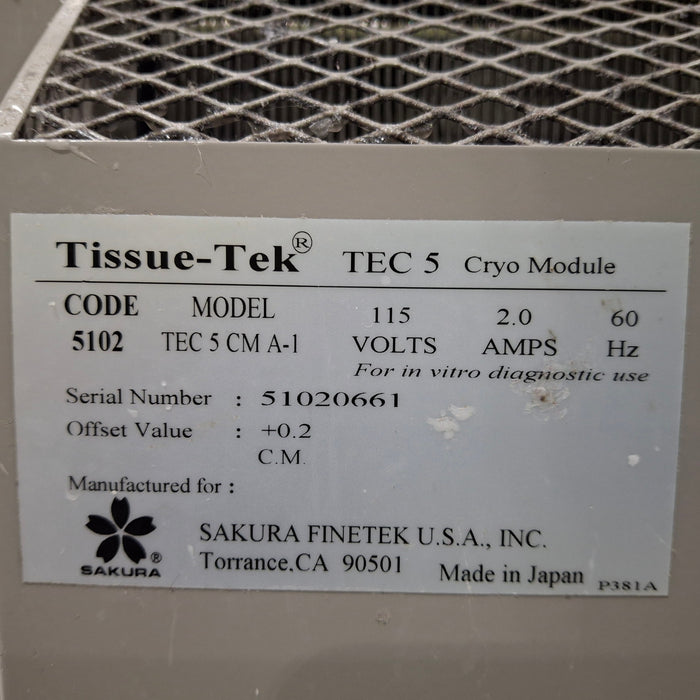 Tissue-Tek® TEC 5 Cryo Module
CODE MODEL 115 2.0 60
5102 TEC 5 CM A-1 VOLTS AMPS Hz
For in vitro diagnostic use
Serial Number : 51020661
Offset Value : +0.2
C.M.
Manufactured for :
SAKURA FINETEK U.S.A., INC.
® Torrance.CA 90501
SAKURA Made in Japan P381A